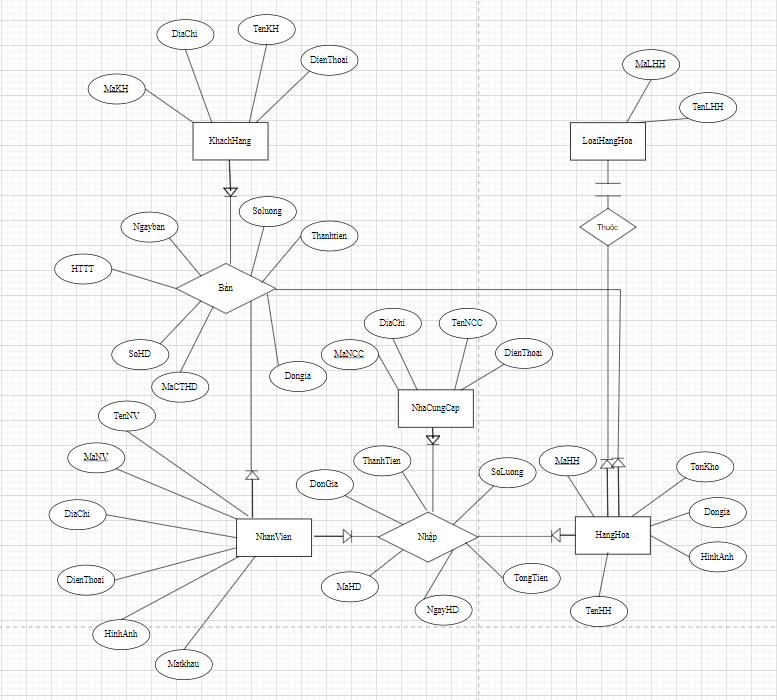 DiaChi
TenKH
DienThoai
MaKH
KhachHang
MaLHH
TenLHH
LoaiHangHoa
Thuộc
Soluong
Ngayban
Thanhtien
HTTT
Bán
SoHD
MaCTHD
Dongia
DiaChi
TenNCC
MaNCC
DienThoai
NhaCungCap
TenNV
MaNV
DiaChi
NhanVien
DienThoai
HinhAnh
Matkhau
ThanhTien
DonGia
SoLuong
Nhập
MaHD
NgayHD
TongTien
MaHH
TonKho
Dongia
HangHoa
HinhAnh
TenHH